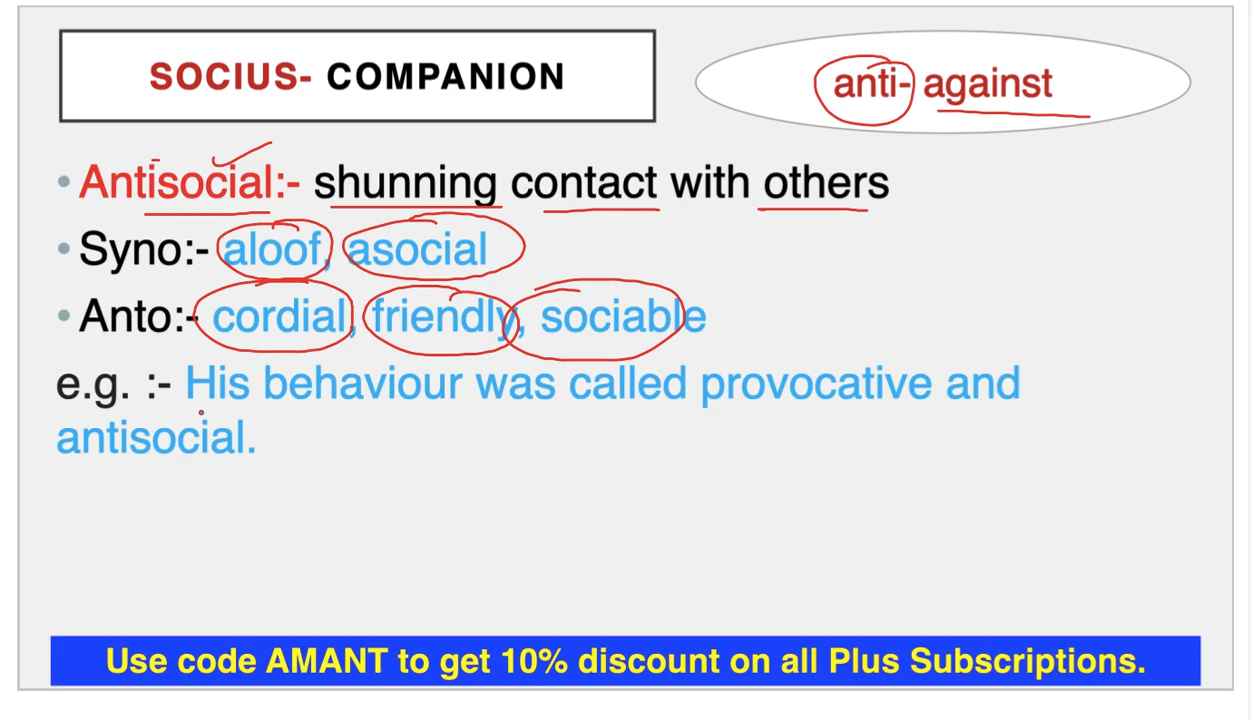 SOCIUS- COMPANION
anti- against
• Antisocial:- shunning contact with others
• Syno:- aloof, asocial
• Anto:- cordial, friendly, sociable
e.g. :- His behaviour was called provocative and
antisocial.
Use code AMANT to get 10% discount on all Plus Subscriptions.